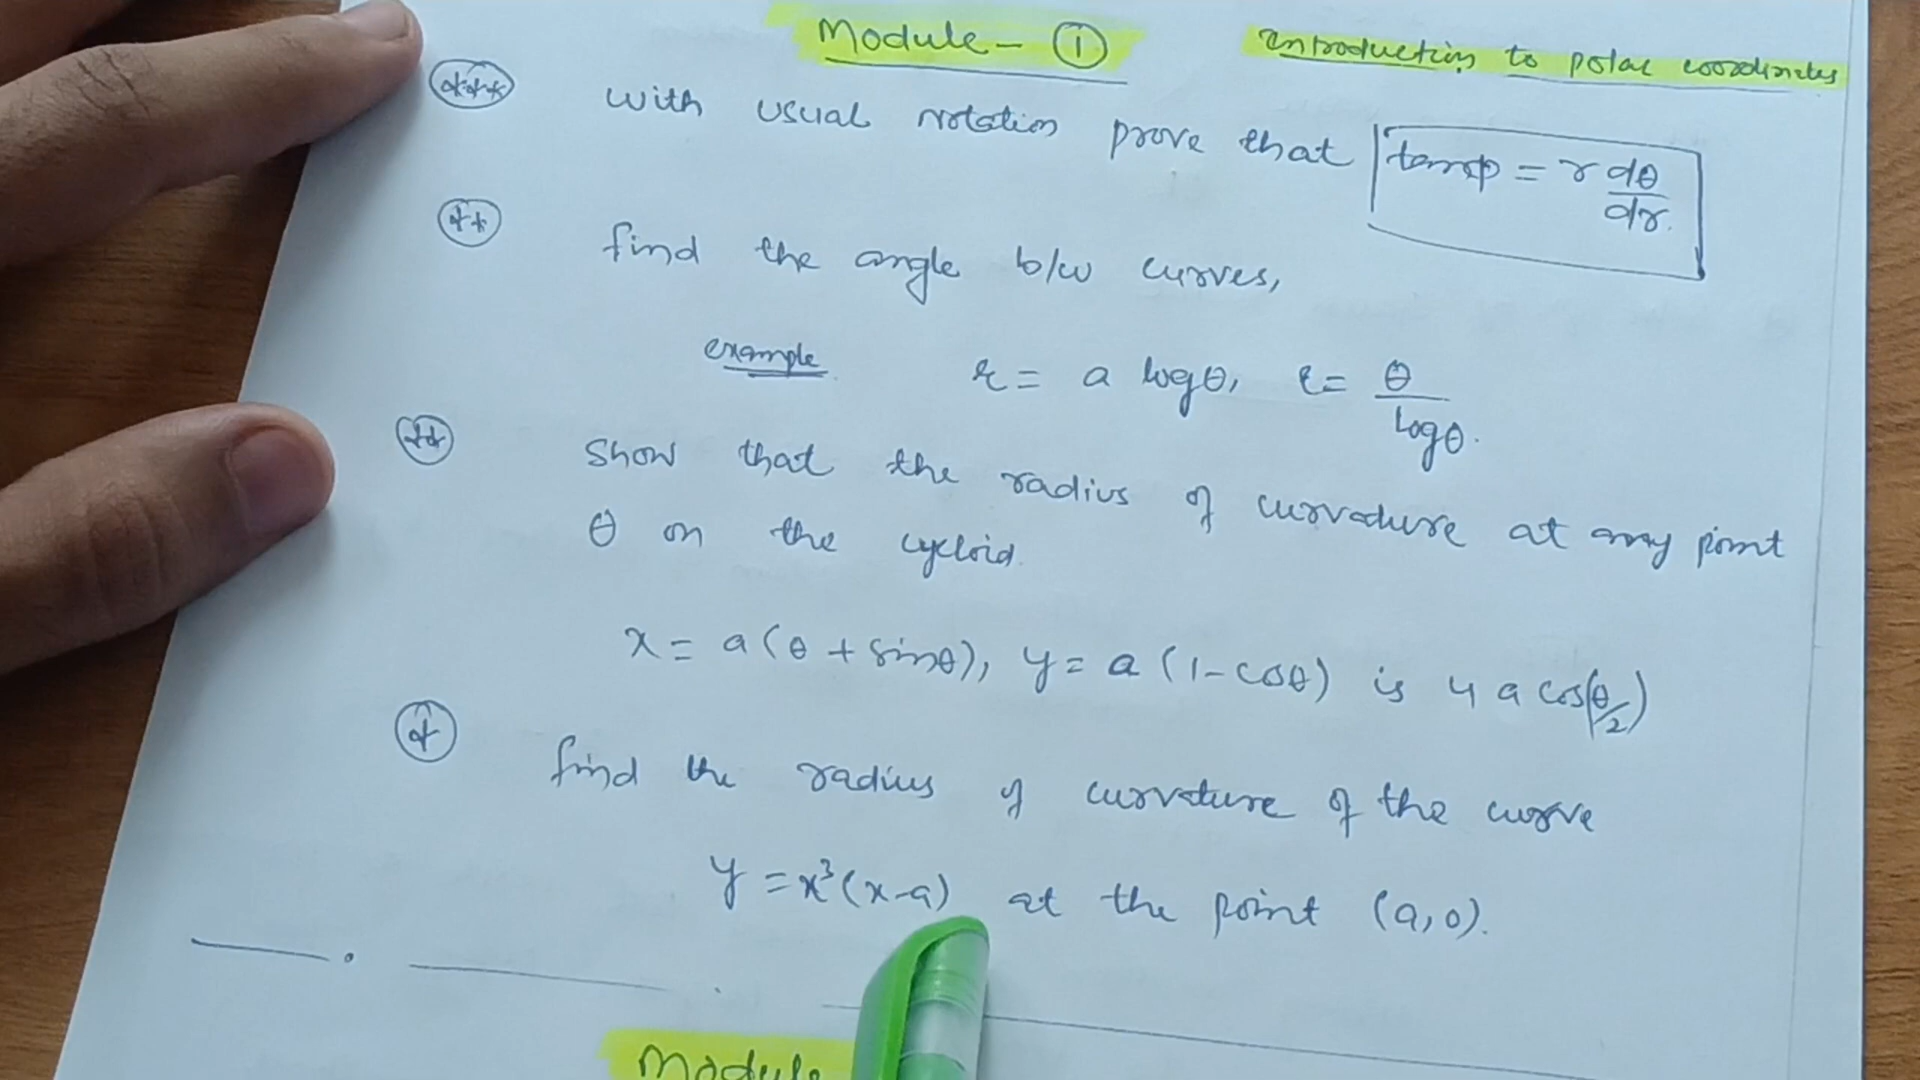 Module - ①
Introduction to polar coordinates
*** with usual notation prove that tanφ = r dθ/dr.
** find the angle b/w curves,
example r = a logθ, r = θ/logθ.
** Show that the radius of curvature at any point
θ on the cycloid.
x = a(θ + sinθ), y = a(1-cosθ) is 4 a cos(θ/2)
* find the radius of curvature of the curve
y = x³(x-a) at the point (a,0).
Module